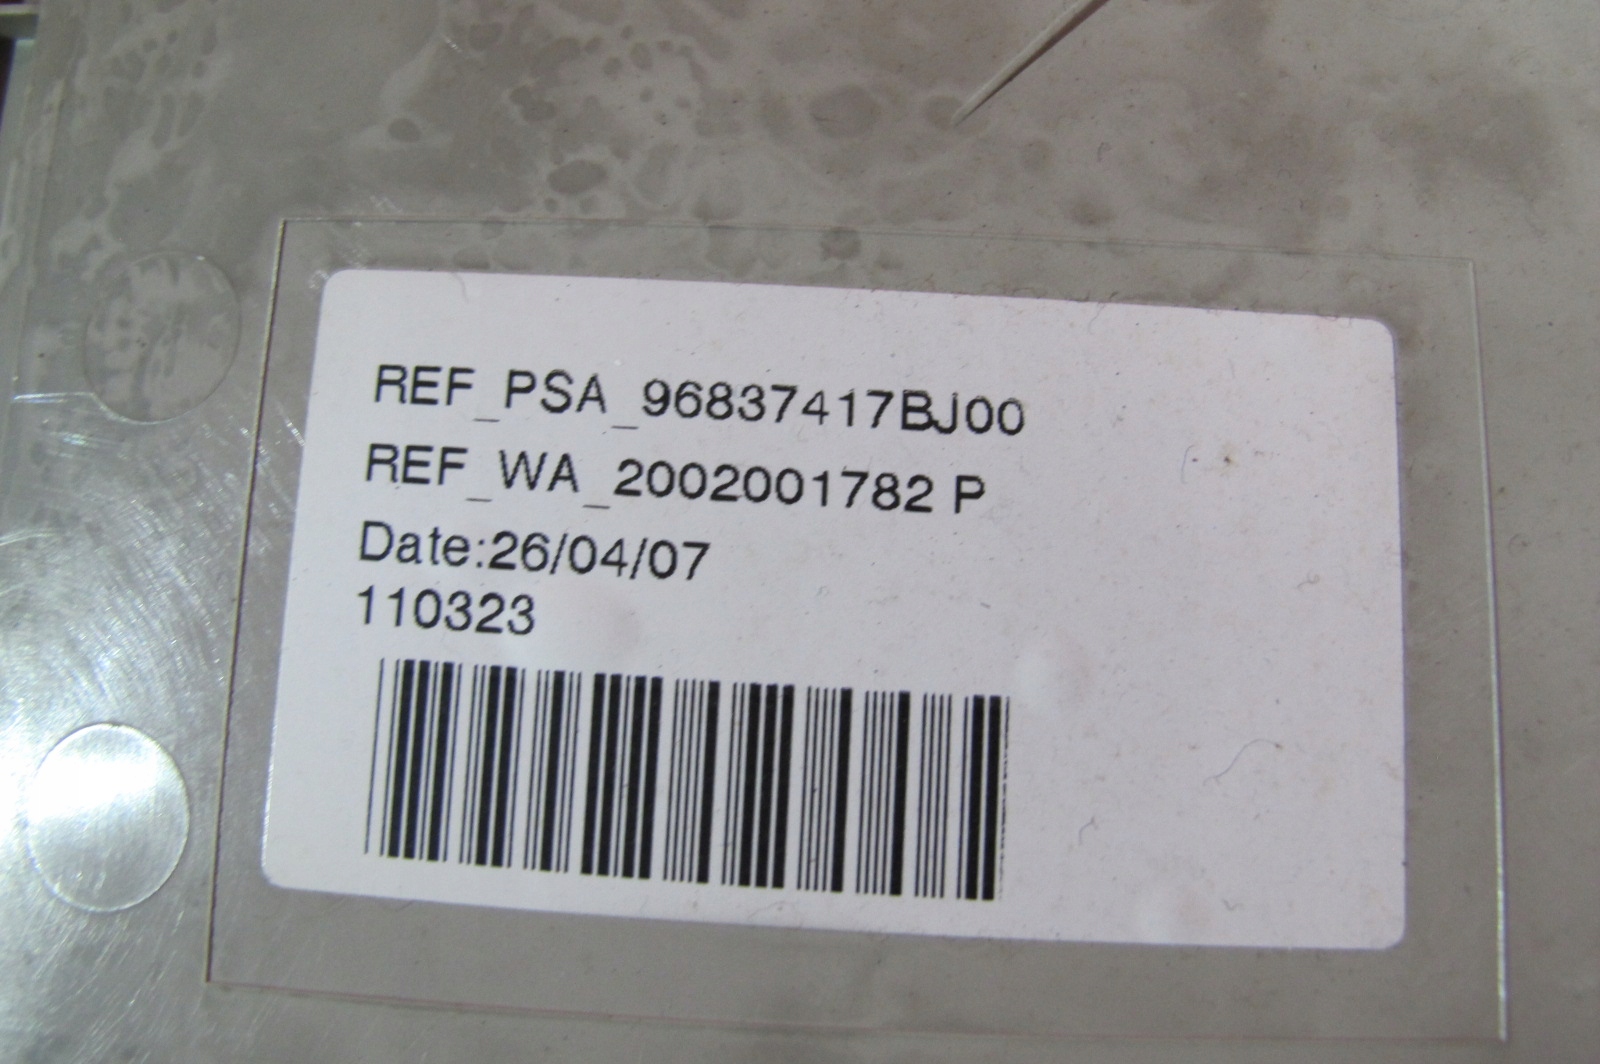 REF_PSA_96837417BJ00
REF_WA_2002001782 P
Date:26/04/07
110323